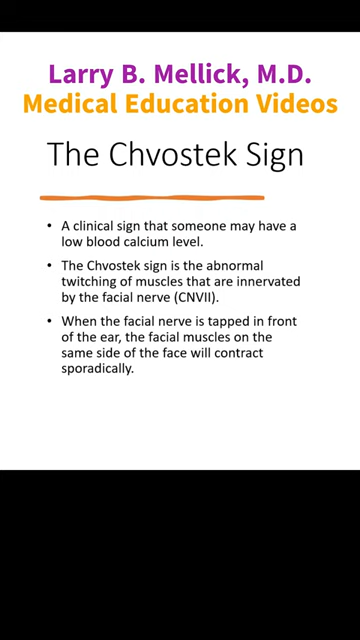 Larry B. Mellick, M.D.
Medical Education Videos
The Chvostek Sign
• A clinical sign that someone may have a
low blood calcium level.
• The Chvostek sign is the abnormal
twitching of muscles that are innervated
by the facial nerve (CNVII).
• When the facial nerve is tapped in front
of the ear, the facial muscles on the
same side of the face will contract
sporadically.